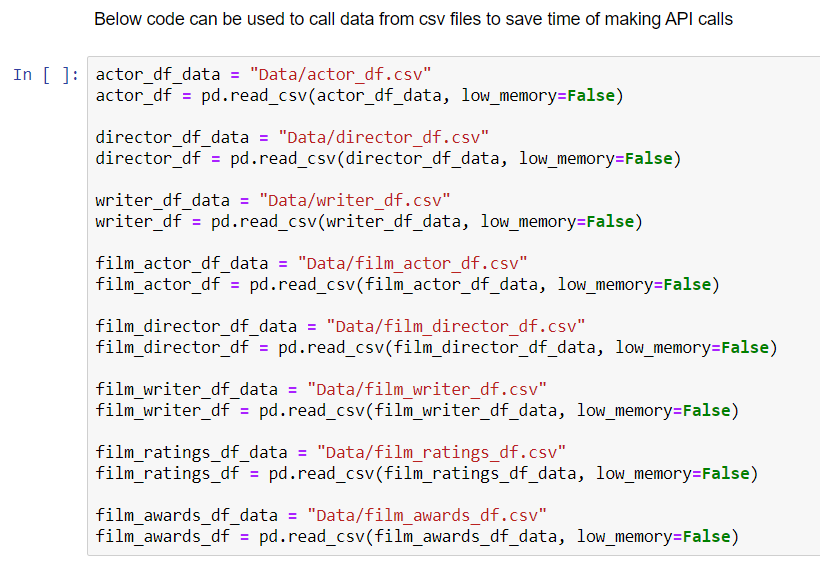 Below code can be used to call data from csv files to save time of making API calls
In [ ]:
actor_df_data = "Data/actor_df.csv"
actor_df = pd.read_csv(actor_df_data, low_memory=False)
director_df_data = "Data/director_df.csv"
director_df = pd.read_csv(director_df_data, low_memory=False)
writer_df_data = "Data/writer_df.csv"
writer_df = pd.read_csv(writer_df_data, low_memory=False)
film_actor_df_data = "Data/film_actor_df.csv"
film_actor_df = pd.read_csv(film_actor_df_data, low_memory=False)
film_director_df_data = "Data/film_director_df.csv"
film_director_df = pd.read_csv(film_director_df_data, low_memory=False)
film_writer_df_data = "Data/film_writer_df.csv"
film_writer_df = pd.read_csv(film_writer_df_data, low_memory=False)
film_ratings_df_data = "Data/film_ratings_df.csv"
film_ratings_df = pd.read_csv(film_ratings_df_data, low_memory=False)
film_awards_df_data = "Data/film_awards_df.csv"
film_awards_df = pd.read_csv(film_awards_df_data, low_memory=False)